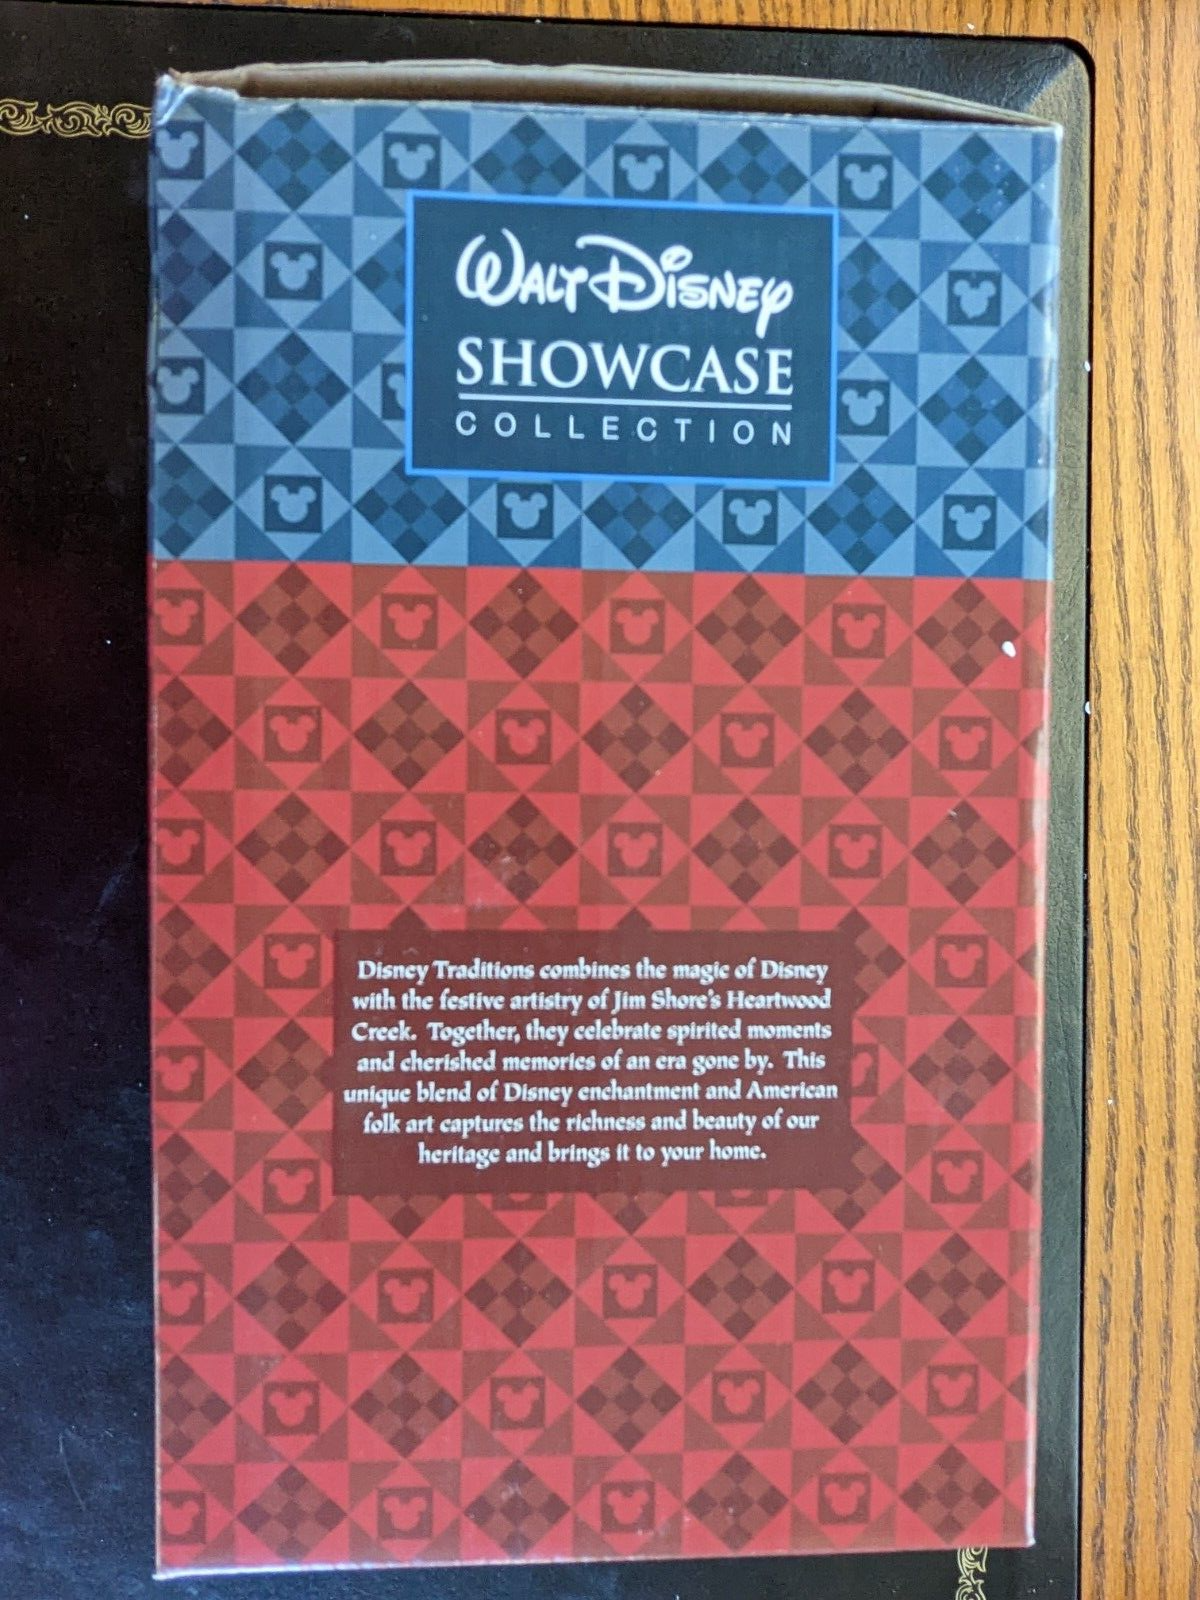 WALT DISNEY
SHOWCASE
COLLECTION
Disney Traditions combines the magic of Disney
with the festive artistry of Jim Shore's Heartwood
Creek. Together, they celebrate spirited moments
and cherished memories of an era gone by. This
unique blend of Disney enchantment and American
folk art captures the richness and beauty of our
heritage and brings it to your home.